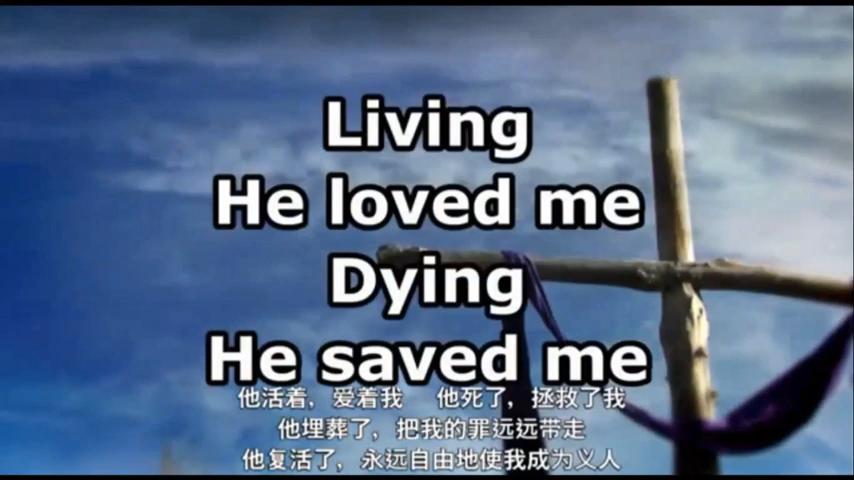 Living
He loved me
Dying
He saved me
他活着，爱着我 他死了，拯救了我
他埋葬了，把我的罪远远带走
他复活了，永远自由地使我成为义人